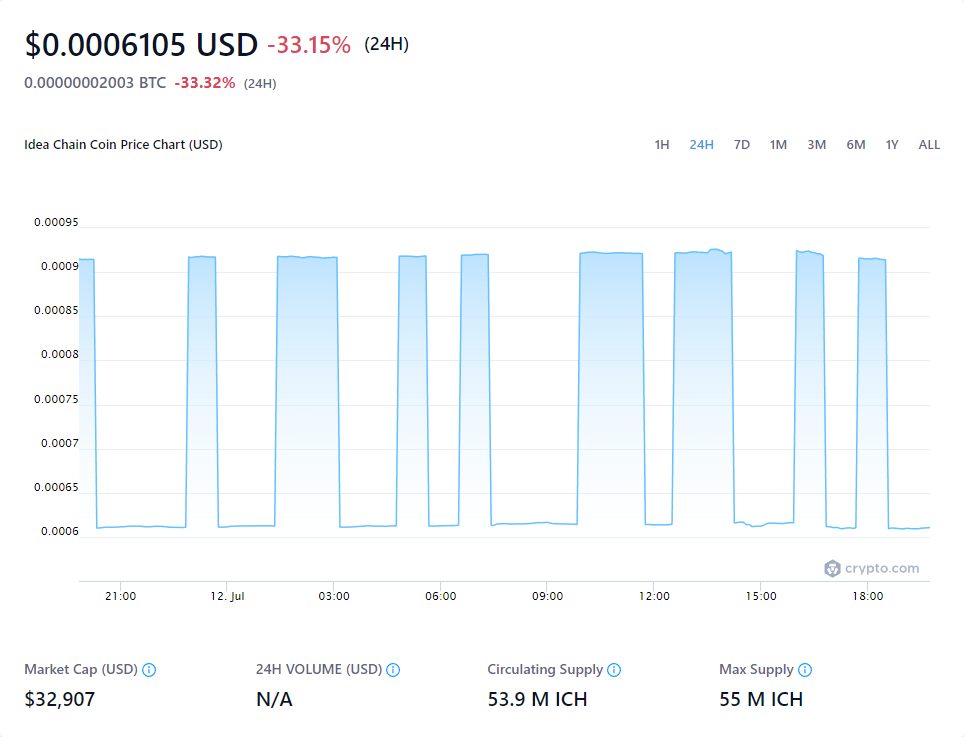 $0.0006105 USD -33.15% (24H)
0.00000002003 BTC -33.32% (24H)
Idea Chain Coin Price Chart (USD) 1H 24H 7D 1M 3M 6M 1Y ALL
0.00095
0.0009
0.00085
0.0008
0.00075
0.0007
0.00065
0.0006
crypto.com
21:00 12. Jul 03:00 06:00 09:00 12:00 15:00 18:00
Market Cap (USD) 24H VOLUME (USD) Circulating Supply Max Supply
$32,907 N/A 53.9 M ICH 55 M ICH